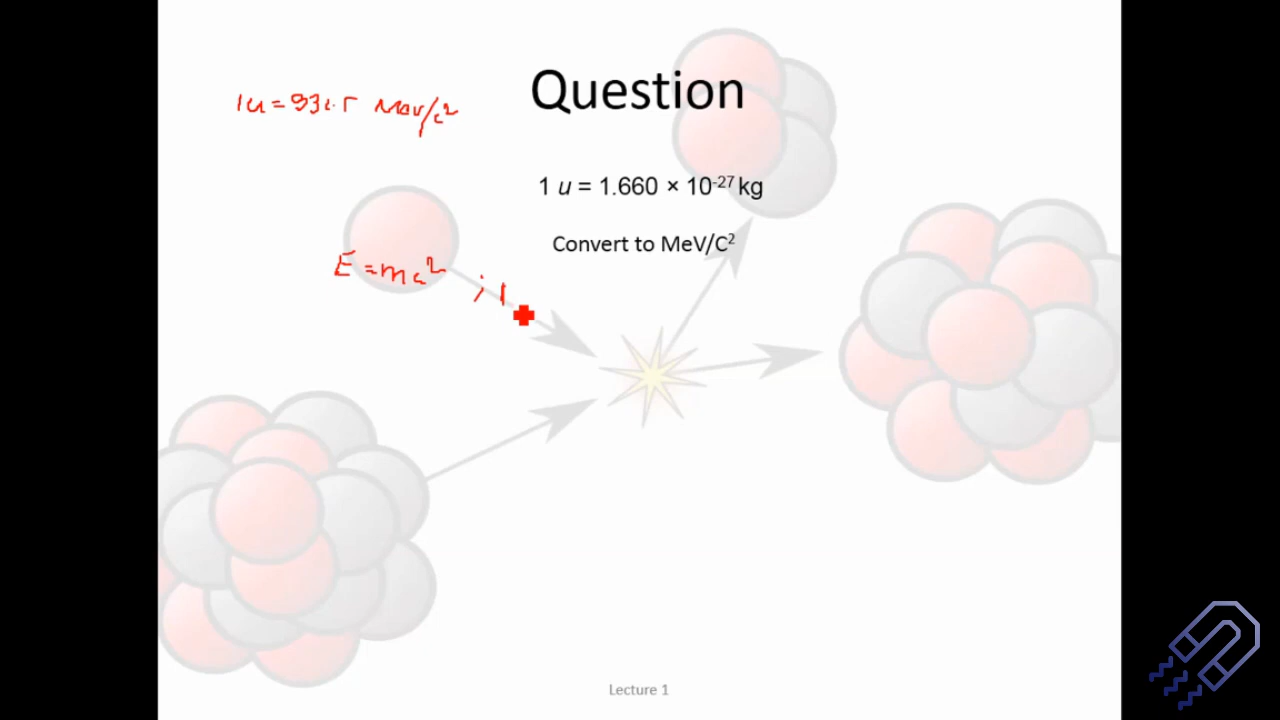 Question
1u = 931.5 MeV/c²
1 u = 1.660 × 10⁻²⁷ kg
Convert to MeV/C²
E = mc² ; 1
Lecture 1